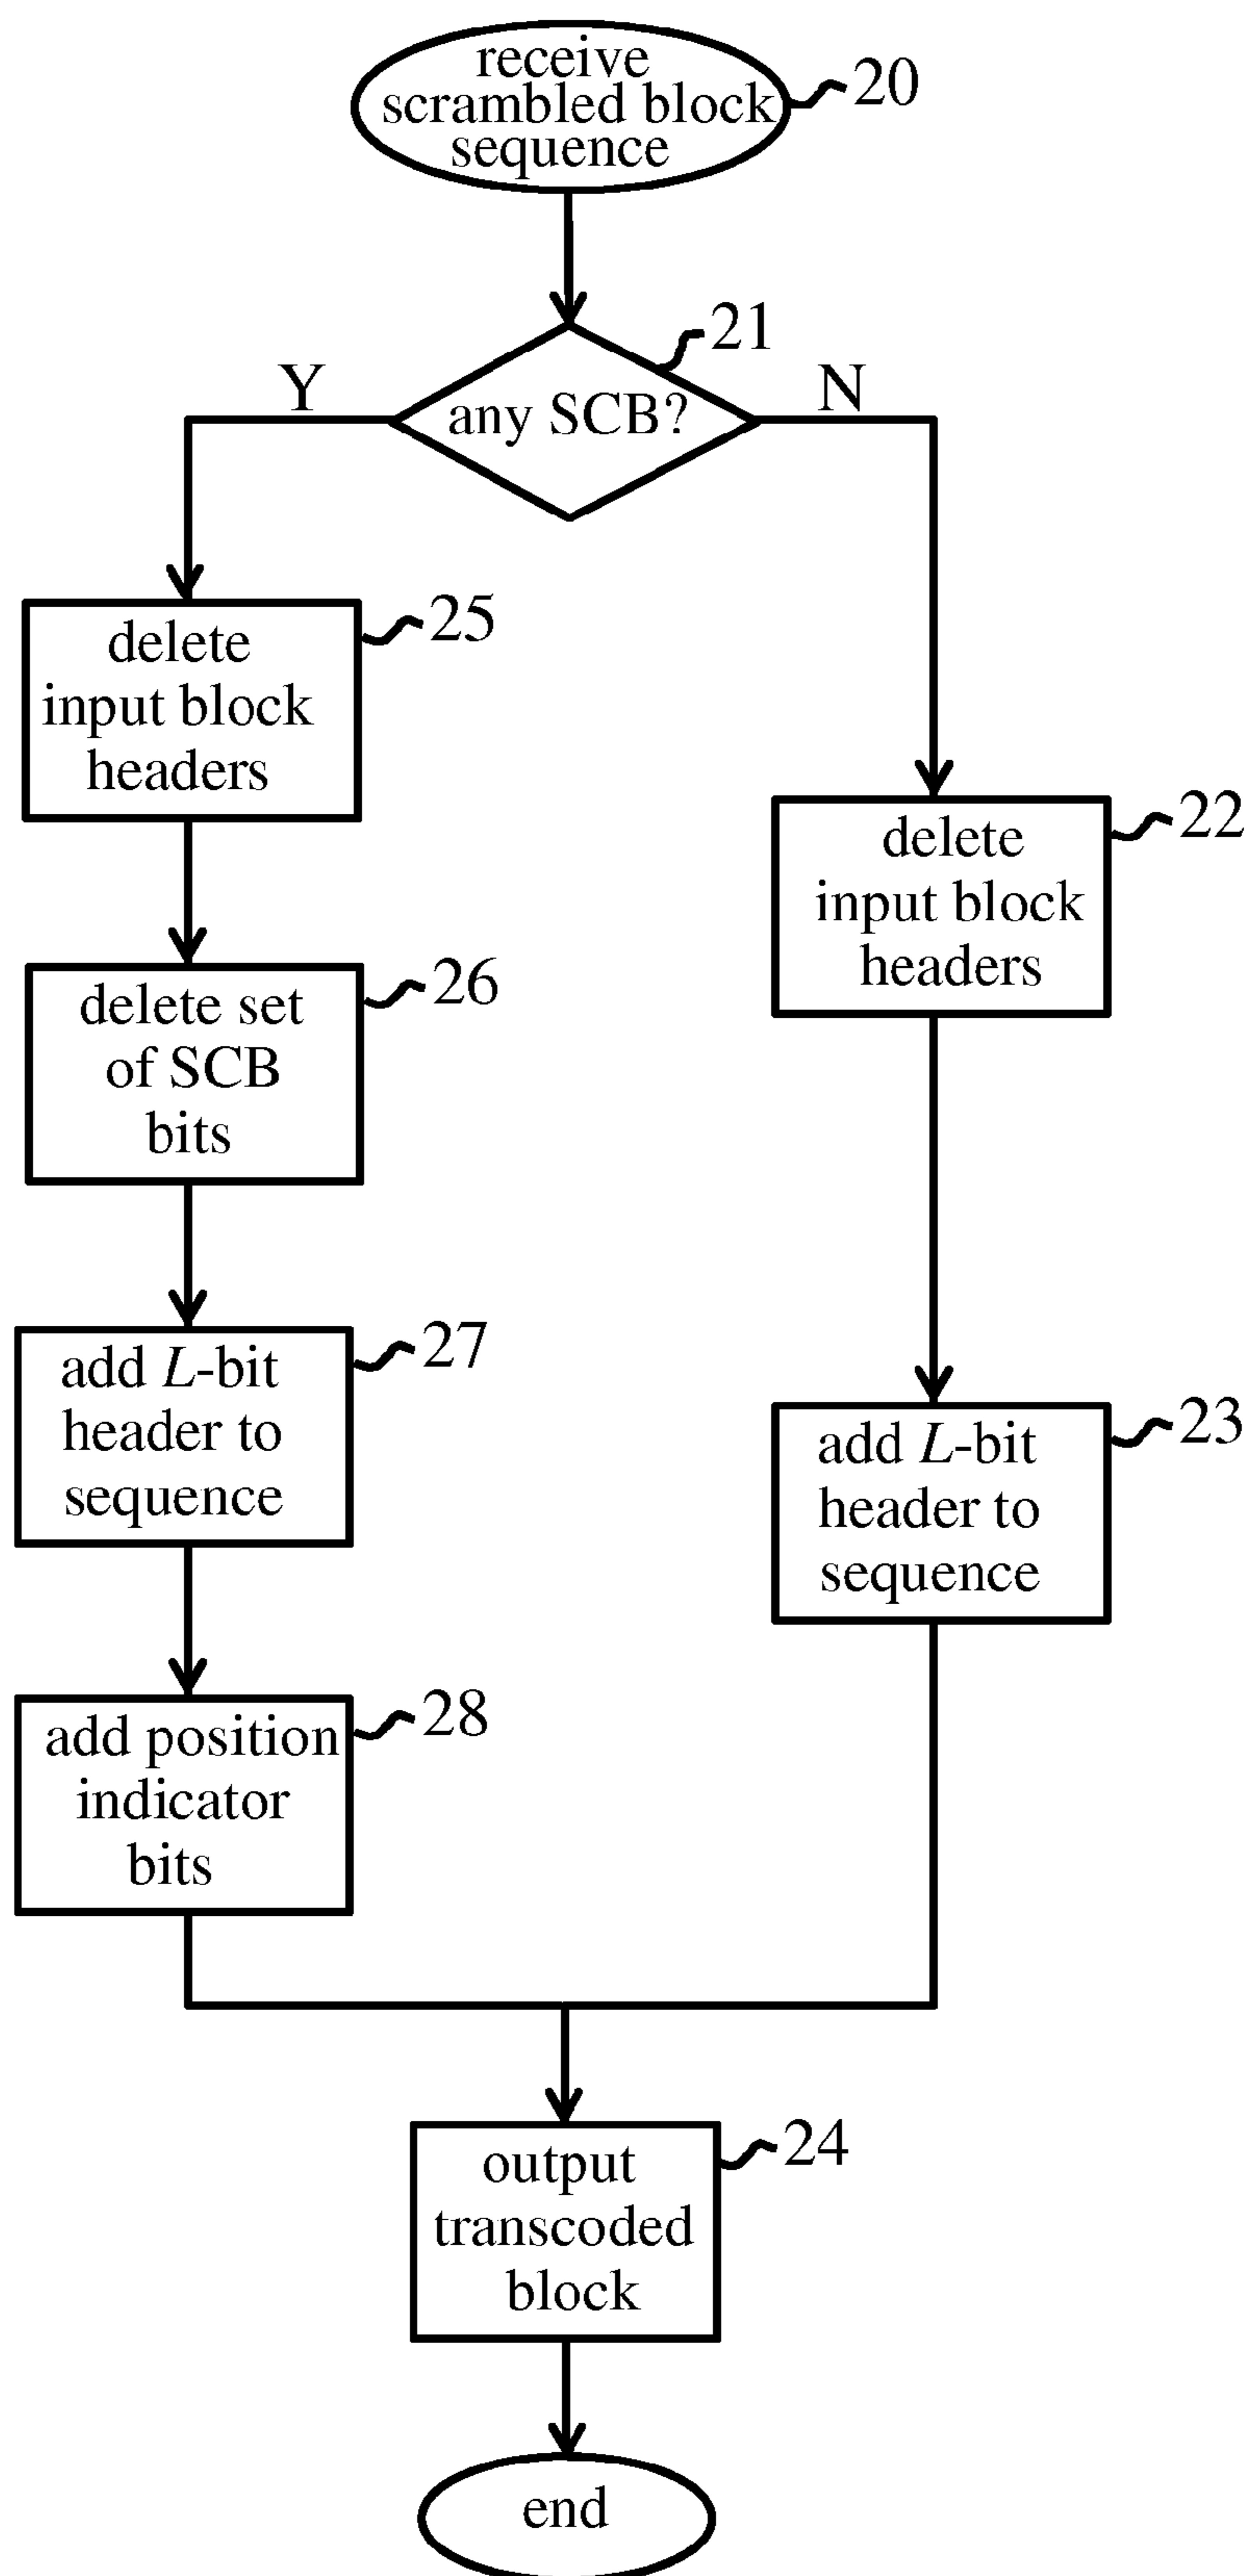 receive
scrambled block
sequence
20
21
any SCB?
Y
N
delete
input block
headers
25
delete
input block
headers
22
delete set
of SCB
bits
26
add L-bit
header to
sequence
27
add L-bit
header to
sequence
23
add position
indicator
bits
28
output
transcoded
block
24
end